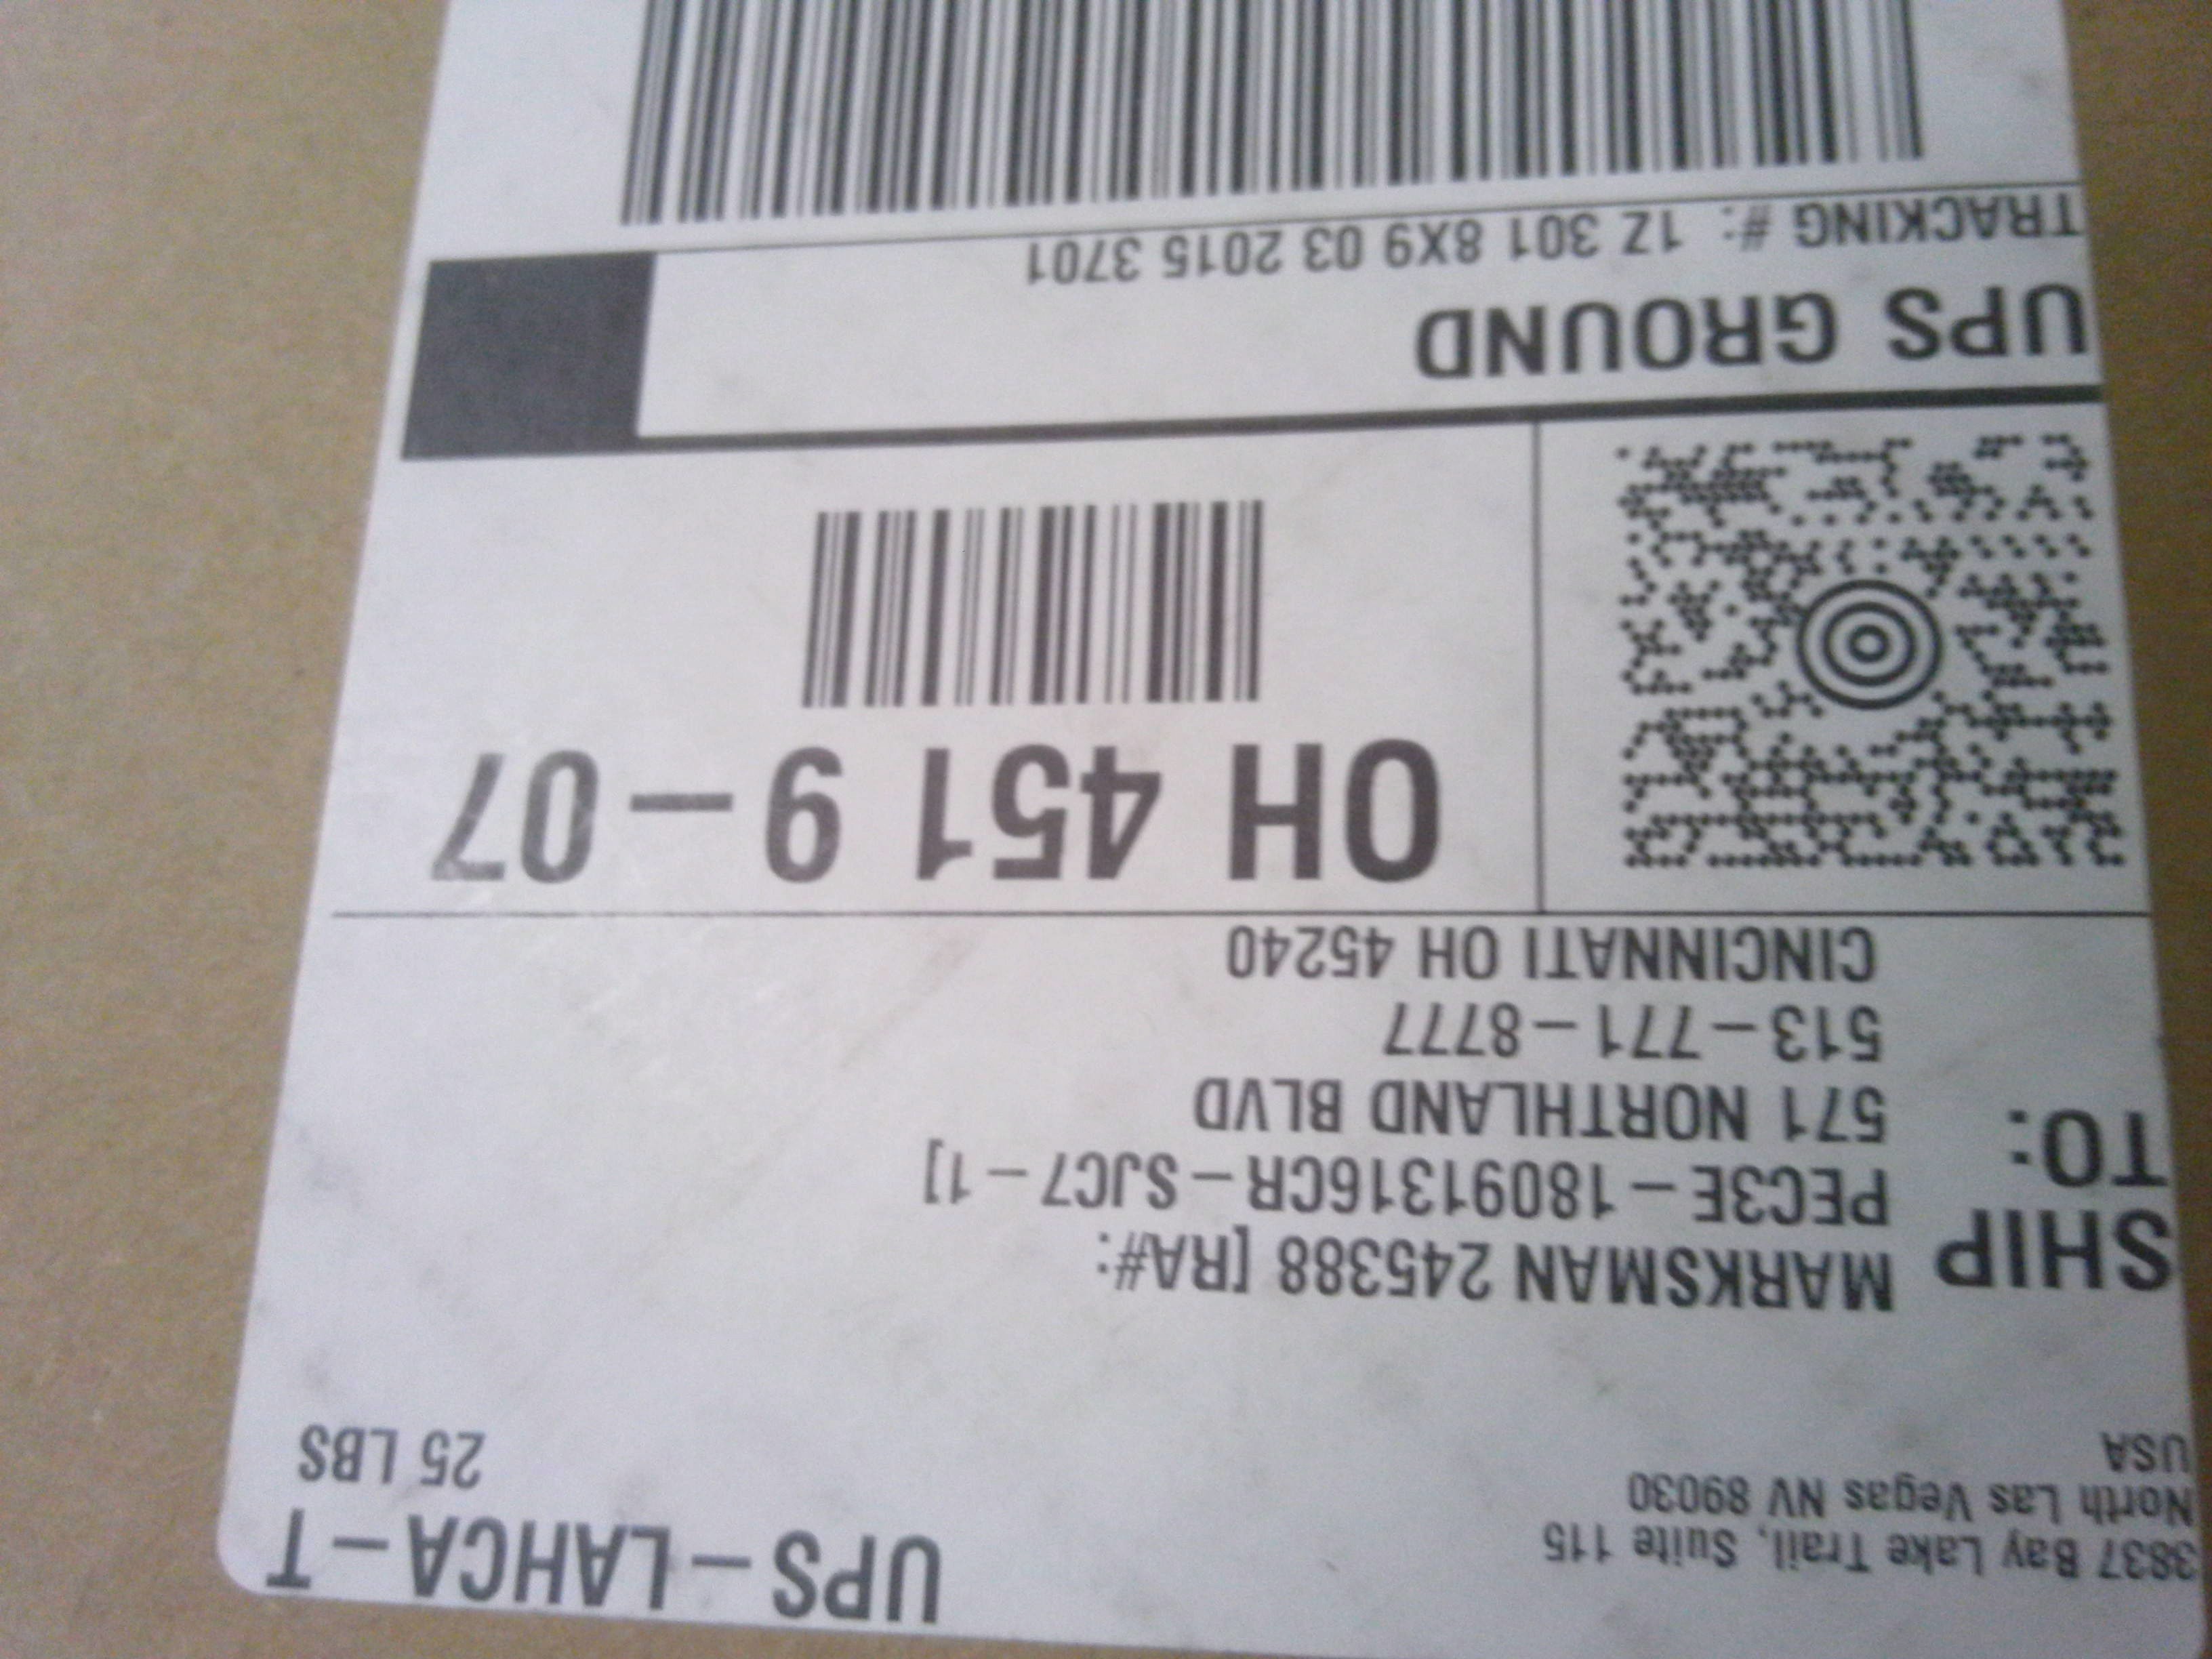 UPS-LAHCA-T
25 LBS
3837 Bay Lake Trail, Suite 115
North Las Vegas NV 89030
USA
SHIP TO:
MARKSMAN 245388 [RA#:
PEC3E-18091316CR-SJC7-1]
571 NORTHLAND BLVD
513-771-8777
CINCINNATI OH 45240
OH 451 9-07
UPS GROUND
TRACKING #: 1Z 301 8X9 03 2015 3701